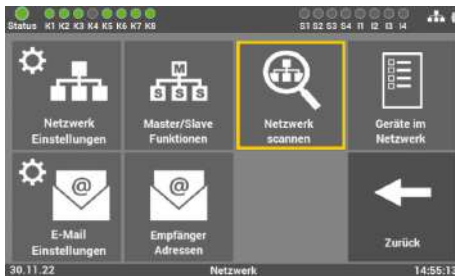 Status K1 K2 K3 K4 K5 K6 K7 K8
S1 S2 S3 S4 I1 I2 I3 I4
M
S S S
Netzwerk
Einstellungen
Master/Slave
Funktionen
Netzwerk
scannen
Geräte im
Netzwerk
@
@
E-Mail
Einstellungen
Empfänger
Adressen
Zurück
30.11.22 Netzwerk 14:55:13